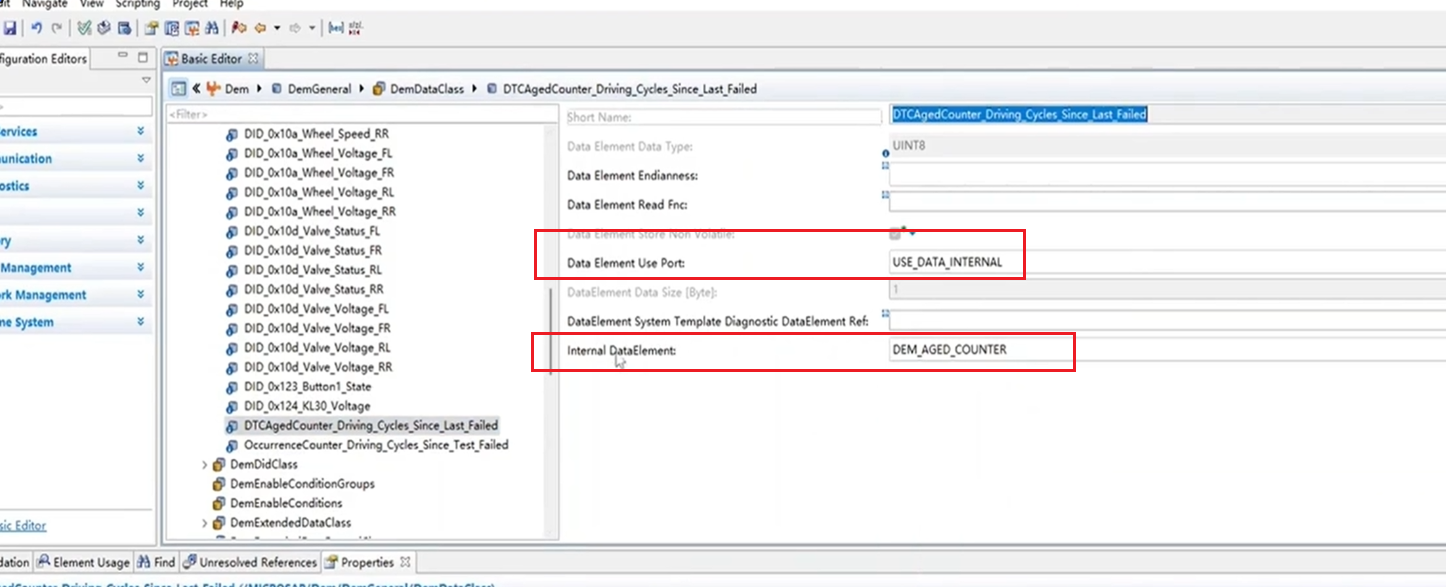 Navigate View Scripting Project Help
figuration Editors
Basic Editor
Dem DemGeneral DemDataClass DTCAgedCounter_Driving_Cycles_Since_Last_Failed
<Filter>
ervices
unication
ostics
ry
Management
rk Management
me System
sic Editor
DID_0x10a_Wheel_Speed_RR
DID_0x10a_Wheel_Voltage_FL
DID_0x10a_Wheel_Voltage_FR
DID_0x10a_Wheel_Voltage_RL
DID_0x10a_Wheel_Voltage_RR
DID_0x10d_Valve_Status_FL
DID_0x10d_Valve_Status_FR
DID_0x10d_Valve_Status_RL
DID_0x10d_Valve_Status_RR
DID_0x10d_Valve_Voltage_FL
DID_0x10d_Valve_Voltage_FR
DID_0x10d_Valve_Voltage_RL
DID_0x10d_Valve_Voltage_RR
DID_0x123_Button1_State
DID_0x124_KL30_Voltage
DTCAgedCounter_Driving_Cycles_Since_Last_Failed
OccurrenceCounter_Driving_Cycles_Since_Test_Failed
DemDidClass
DemEnableConditionGroups
DemEnableConditions
DemExtendedDataClass
Short Name: DTCAgedCounter_Driving_Cycles_Since_Last_Failed
Data Element Data Type: UINT8
Data Element Endianness:
Data Element Read Fnc:
Data Element Store Non Volatile:
Data Element Use Port: USE_DATA_INTERNAL
DataElement Data Size [Byte]: 1
DataElement System Template Diagnostic DataElement Ref:
Internal DataElement: DEM_AGED_COUNTER
dation Element Usage Find Unresolved References Properties